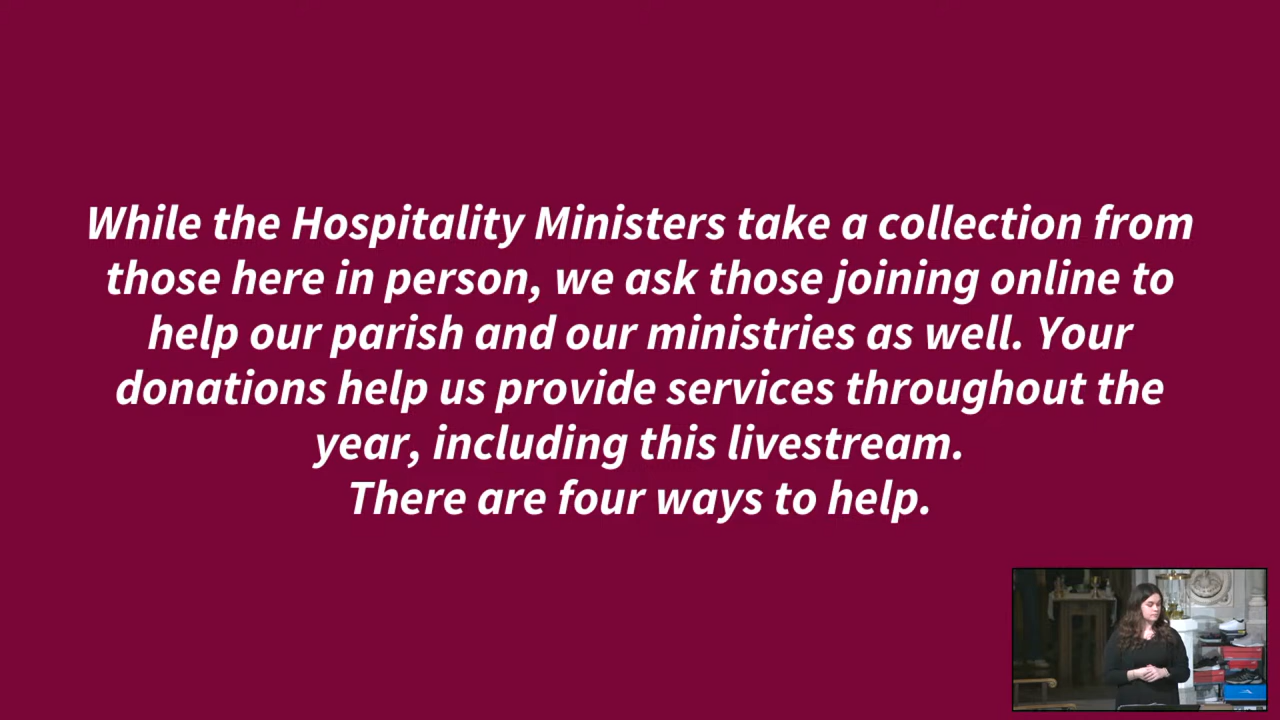 While the Hospitality Ministers take a collection from
those here in person, we ask those joining online to
help our parish and our ministries as well. Your
donations help us provide services throughout the
year, including this livestream.
There are four ways to help.